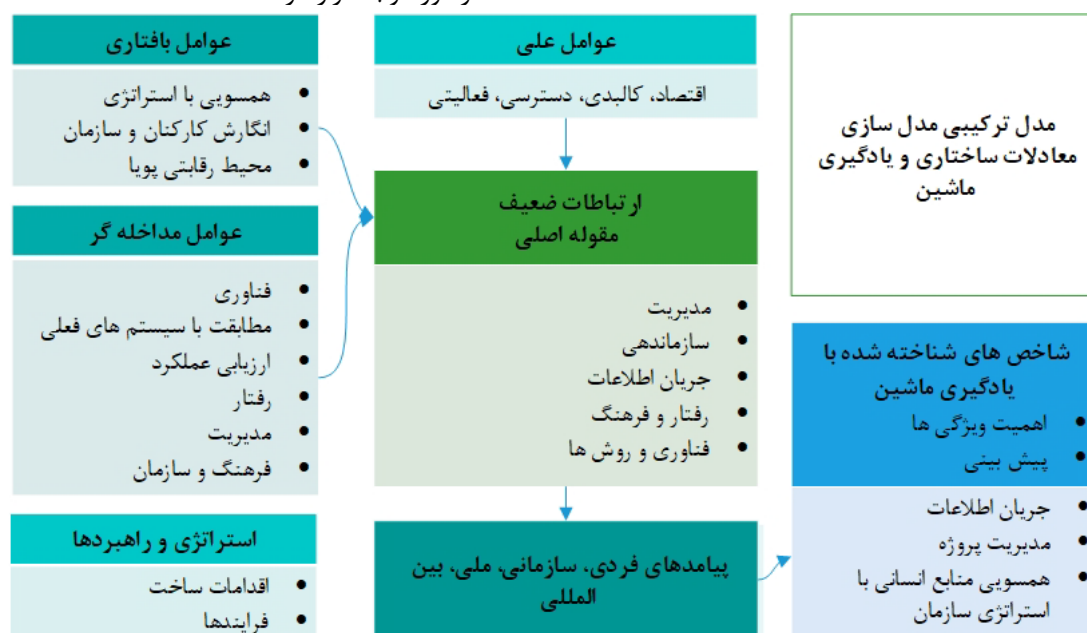 مدل ترکیبی مدل سازی
معادلات ساختاری و یادگیری
ماشین
عوامل علی
اقتصاد، کالبدی، دسترسی، فعالیتی
عوامل بافتاری
همسویی با استراتژی
انگارش کارکنان و سازمان
محیط رقابتی پویا
ارتباطات ضعیف
مقوله اصلی
مدیریت
سازماندهی
جریان اطلاعات
رفتار و فرهنگ
فناوری و روش ها
عوامل مداخله گر
فناوری
مطابقت با سیستم های فعلی
ارزیابی عملکرد
رفتار
مدیریت
فرهنگ و سازمان
شاخص های شناخته شده با
یادگیری ماشین
اهمیت ویژگی ها
پیش بینی
جریان اطلاعات
مدیریت پروژه
همسویی منابع انسانی با
استراتژی سازمان
پیامدهای فردی، سازمانی، ملی، بین
المللی
استراتژی و راهبردها
اقدامات ساخت
فرایندها